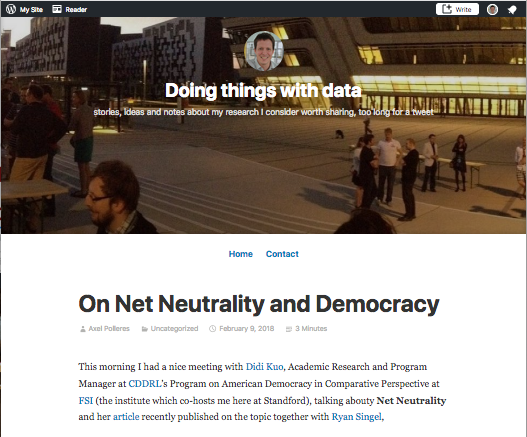 My Site Reader Write
Doing things with data
stories, ideas and notes about my research I consider worth sharing, too long for a tweet
Home Contact
On Net Neutrality and Democracy
Axel Polleres Uncategorized February 9, 2018 3 Minutes
This morning I had a nice meeting with Didi Kuo, Academic Research and Program
Manager at CDDRL's Program on American Democracy in Comparative Perspective at
FSI (the institute which co-hosts me here at Standford), talking abouty Net Neutrality
and her article recently published on the topic together with Ryan Singel,